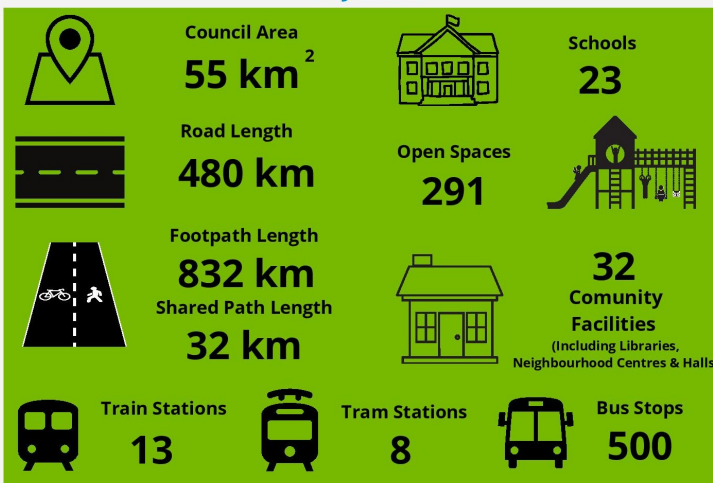 Council Area
55 km²
Schools
23
Road Length
480 km
Open Spaces
291
Footpath Length
832 km
Shared Path Length
32 km
32
Comunity
Facilities
(Including Libraries,
Neighbourhood Centres & Halls
Train Stations
13
Tram Stations
8
Bus Stops
500